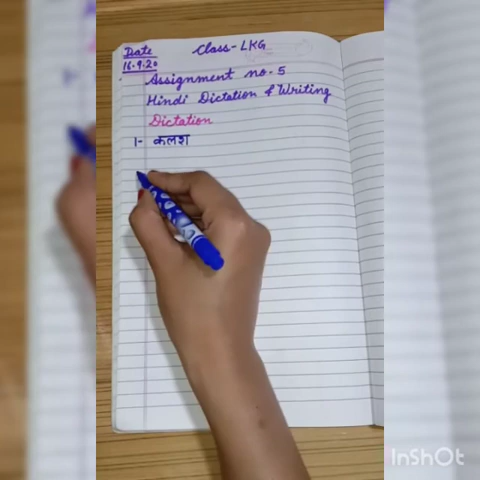 Date
16.9.20
Class-LKG
Assignment no.5
Hindi Dictation & Writing
Dictation
1- कलश
InShOt